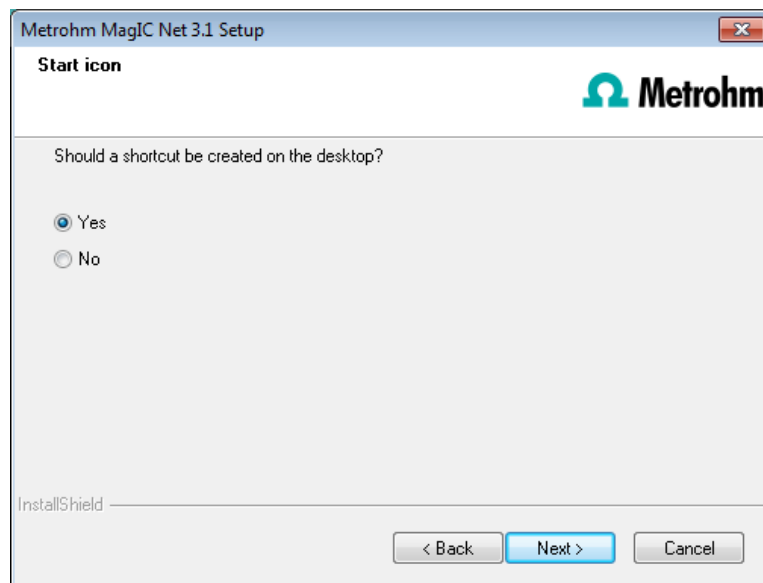 Metrohm MagIC Net 3.1 Setup
Start icon
Metrohm
Should a shortcut be created on the desktop?
Yes
No
InstallShield
< Back Next > Cancel